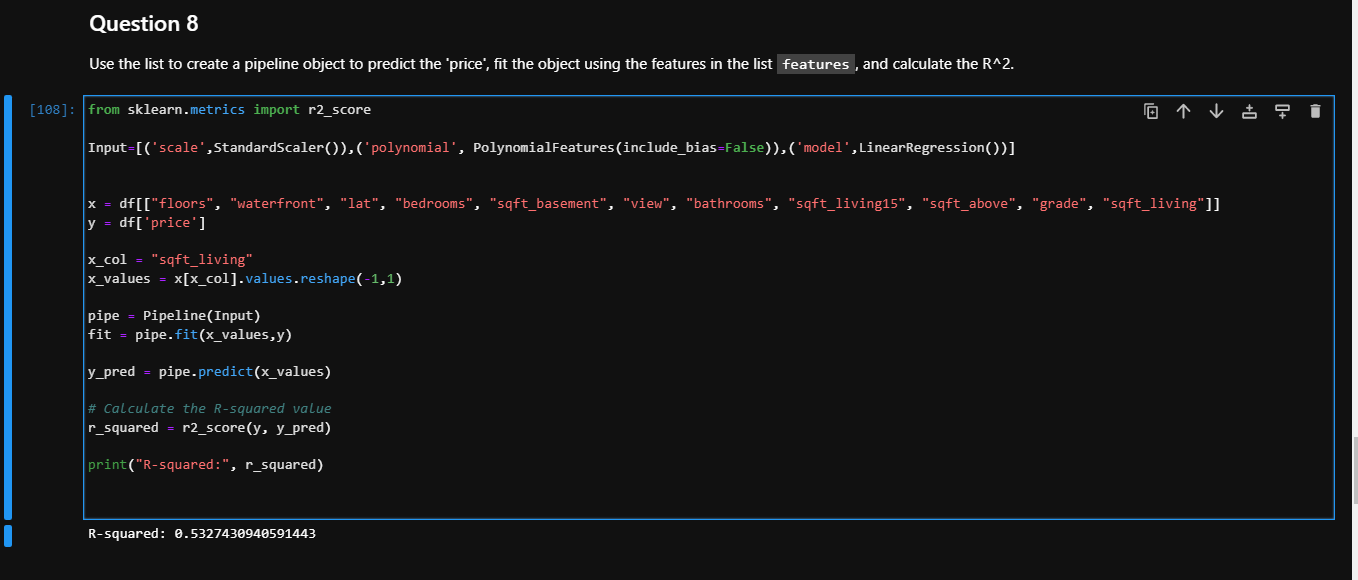 Question 8
Use the list to create a pipeline object to predict the 'price', fit the object using the features in the list features, and calculate the R^2.
[108]:
from sklearn.metrics import r2_score
Input=[('scale',StandardScaler()),('polynomial', PolynomialFeatures(include_bias=False)),('model',LinearRegression())]
x = df[["floors", "waterfront", "lat", "bedrooms", "sqft_basement", "view", "bathrooms", "sqft_living15", "sqft_above", "grade", "sqft_living"]]
y = df['price']
x_col = "sqft_living"
x_values = x[x_col].values.reshape(-1,1)
pipe = Pipeline(Input)
fit = pipe.fit(x_values,y)
y_pred = pipe.predict(x_values)
# Calculate the R-squared value
r_squared = r2_score(y, y_pred)
print("R-squared:", r_squared)
R-squared: 0.5327430940591443